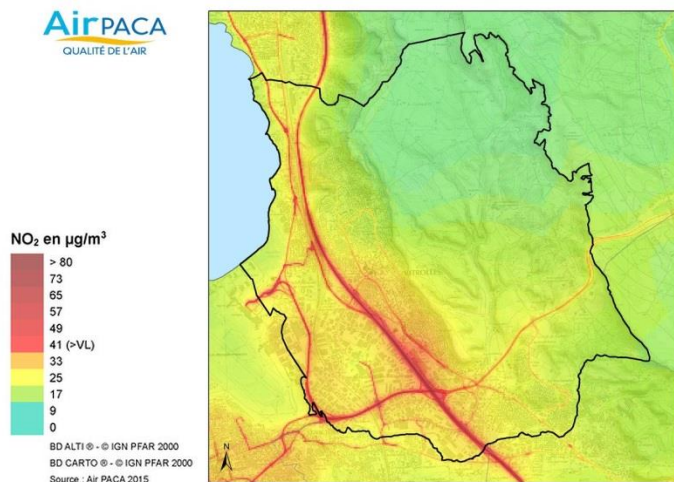 AirPACA
QUALITÉ DE L'AIR
NO₂ en µg/m³
> 80
73
65
57
49
41 (>VL)
33
25
17
9
0
BD ALTI ® - © IGN PFAR 2000
BD CARTO ® - © IGN PFAR 2000
Source : Air PACA 2015
N